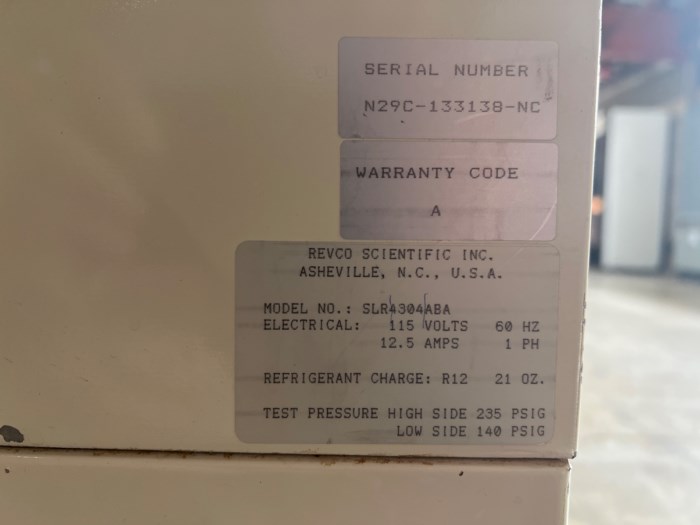 SERIAL NUMBER
N29C-133138-NC
WARRANTY CODE
A
REVCO SCIENTIFIC INC.
ASHEVILLE, N.C., U.S.A.
MODEL NO.: SLR4304ABA
ELECTRICAL: 115 VOLTS 60 HZ
12.5 AMPS 1 PH
REFRIGERANT CHARGE: R12 21 OZ.
TEST PRESSURE HIGH SIDE 235 PSIG
LOW SIDE 140 PSIG